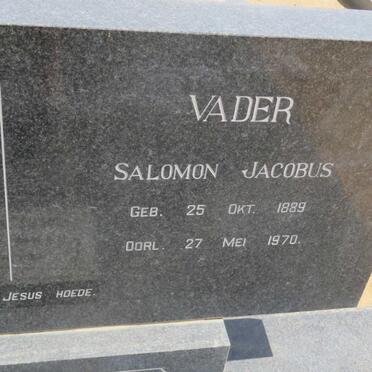 VADER
SALOMON JACOBUS
GEB. 25 OKT. 1889
OORL. 27 MEI 1970.
JESUS HOEDE.